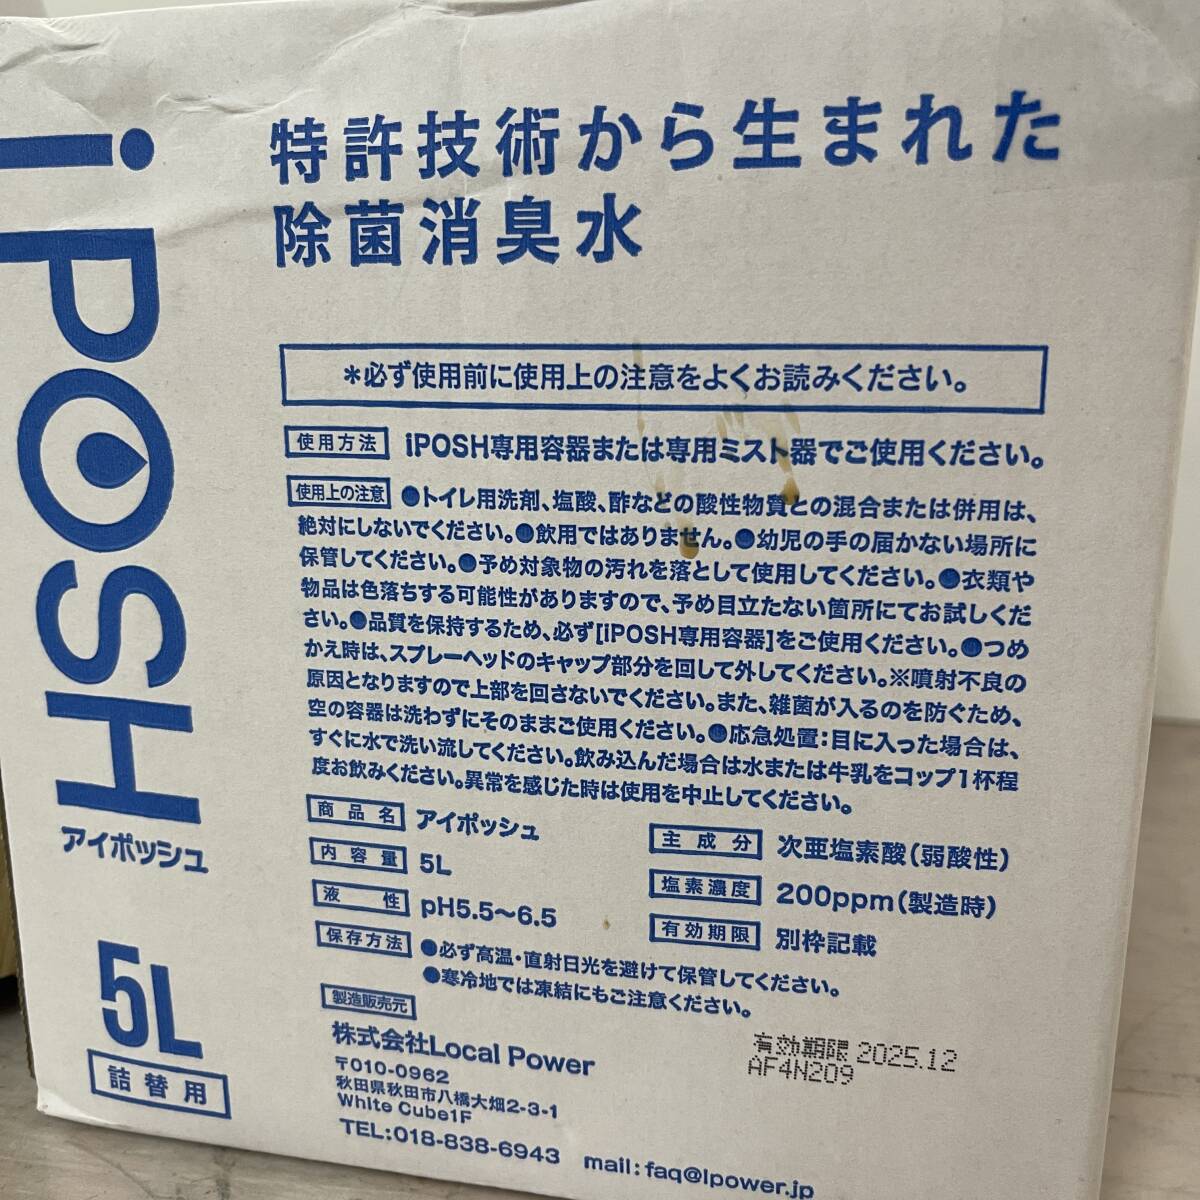 iPOSH
アイポッシュ
5L
詰替用
特許技術から生まれた
除菌消臭水
*必ず使用前に使用上の注意をよくお読みください。
使用方法 iPOSH専用容器または専用ミスト器でご使用ください。
使用上の注意 ●トイレ用洗剤、塩酸、酢などの酸性物質との混合または併用は、
絶対にしないでください。●飲用ではありません。●幼児の手の届かない場所に
保管してください。●予め対象物の汚れを落として使用してください。●衣類や
物品は色落ちする可能性がありますので、予め目立たない箇所にてお試しくだ
さい。●品質を保持するため、必ず[iPOSH専用容器]をご使用ください。●つめ
かえ時は、スプレーヘッドのキャップ部分を回して外してください。※噴射不良の
原因となりますので上部を回さないでください。また、雑菌が入るのを防ぐため、
空の容器は洗わずにそのままご使用ください。●応急処置:目に入った場合は、
すぐに水で洗い流してください。飲み込んだ場合は水または牛乳をコップ1杯程
度お飲みください。異常を感じた時は使用を中止してください。
商品名 アイポッシュ
内容量 5L
液性 pH5.5〜6.5
主成分 次亜塩素酸(弱酸性)
塩素濃度 200ppm(製造時)
有効期限 別枠記載
保存方法 ●必ず高温・直射日光を避けて保管してください。
●寒冷地では凍結にもご注意ください。
製造販売元
株式会社Local Power
〒010-0962
秋田県秋田市八橋大畑2-3-1
White Cube1F
TEL:018-838-6943 mail:faq@lpower.jp
有効期限 2025.12
AF4N209